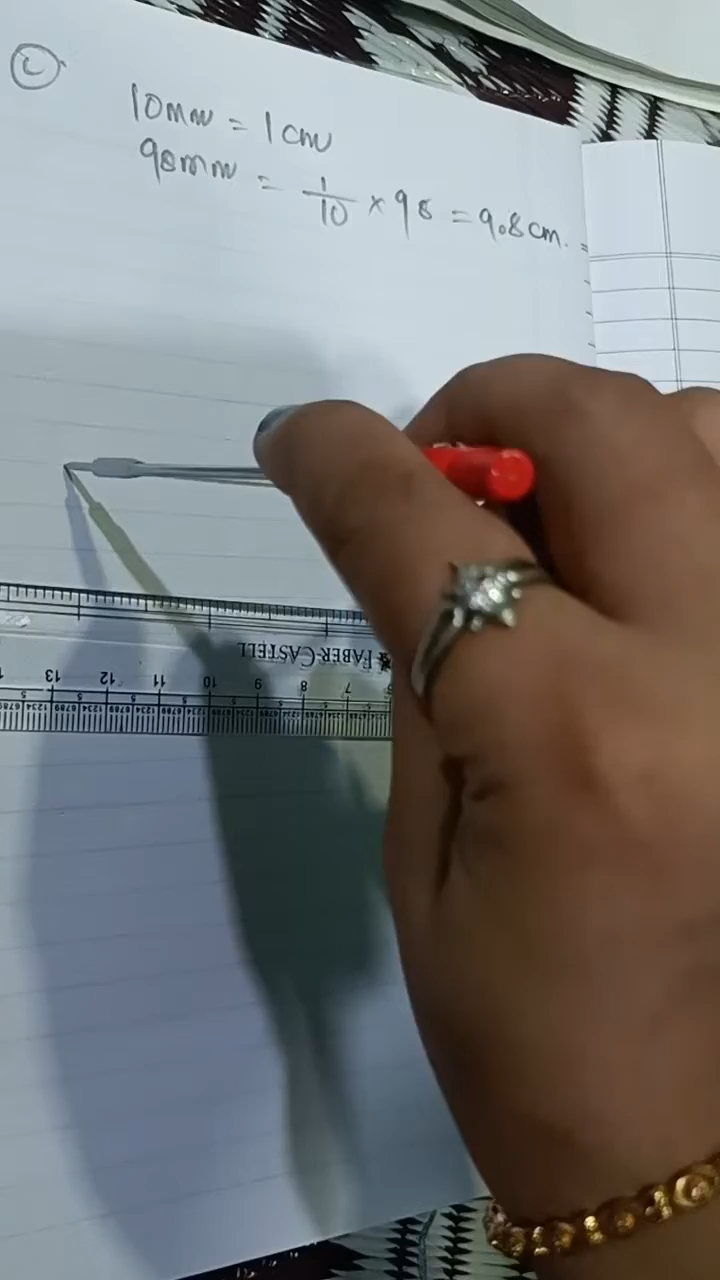 C
10mm = 1cm
98mm = 1/10 × 98 = 9.8cm.
FABER-CASTELL
13 12 11 10 9 8 7